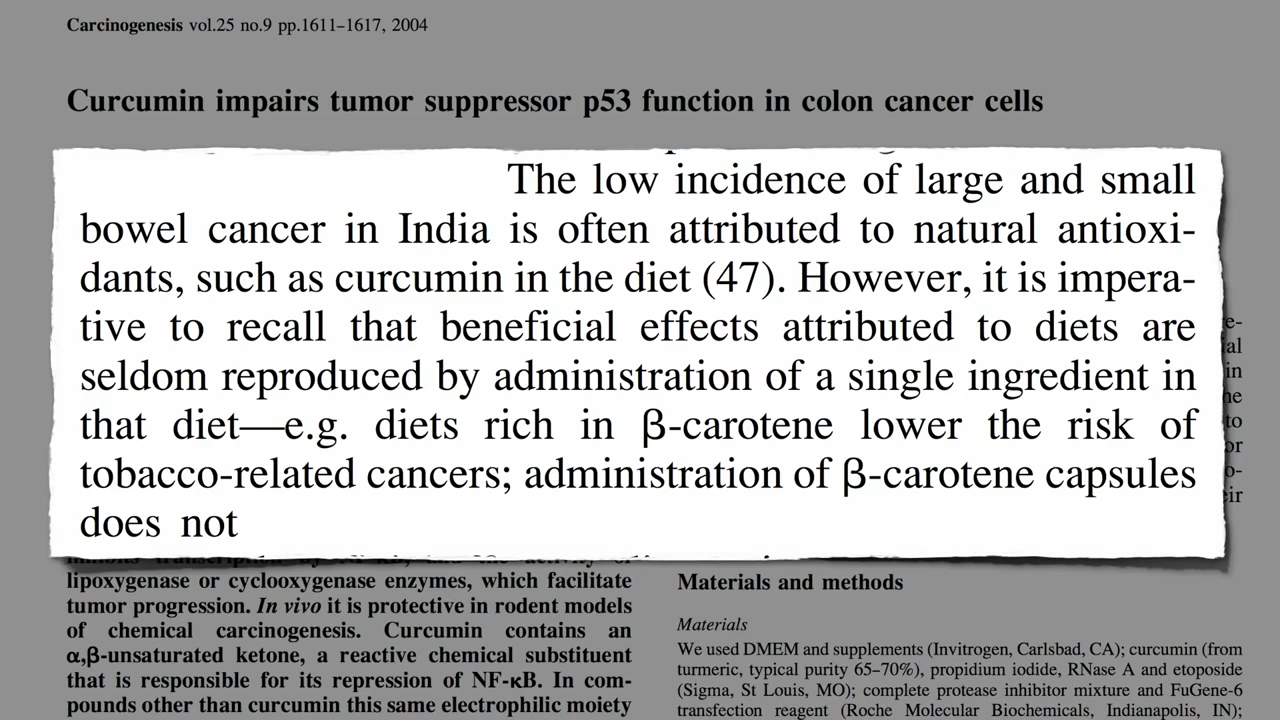 Carcinogenesis vol.25 no.9 pp.1611–1617, 2004
Curcumin impairs tumor suppressor p53 function in colon cancer cells
The low incidence of large and small
bowel cancer in India is often attributed to natural antioxi-
dants, such as curcumin in the diet (47). However, it is impera-
tive to recall that beneficial effects attributed to diets are
seldom reproduced by administration of a single ingredient in
that diet—e.g. diets rich in β-carotene lower the risk of
tobacco-related cancers; administration of β-carotene capsules
does not
lipoxygenase or cyclooxygenase enzymes, which facilitate
tumor progression. In vivo it is protective in rodent models
of chemical carcinogenesis. Curcumin contains an
α,β-unsaturated ketone, a reactive chemical substituent
that is responsible for its repression of NF-κB. In com-
pounds other than curcumin this same electrophilic moiety
Materials and methods
Materials
We used DMEM and supplements (Invitrogen, Carlsbad, CA); curcumin (from
turmeric, typical purity 65–70%), propidium iodide, RNase A and etoposide
(Sigma, St Louis, MO); complete protease inhibitor mixture and FuGene-6
transfection reagent (Roche Molecular Biochemicals, Indianapolis, IN);